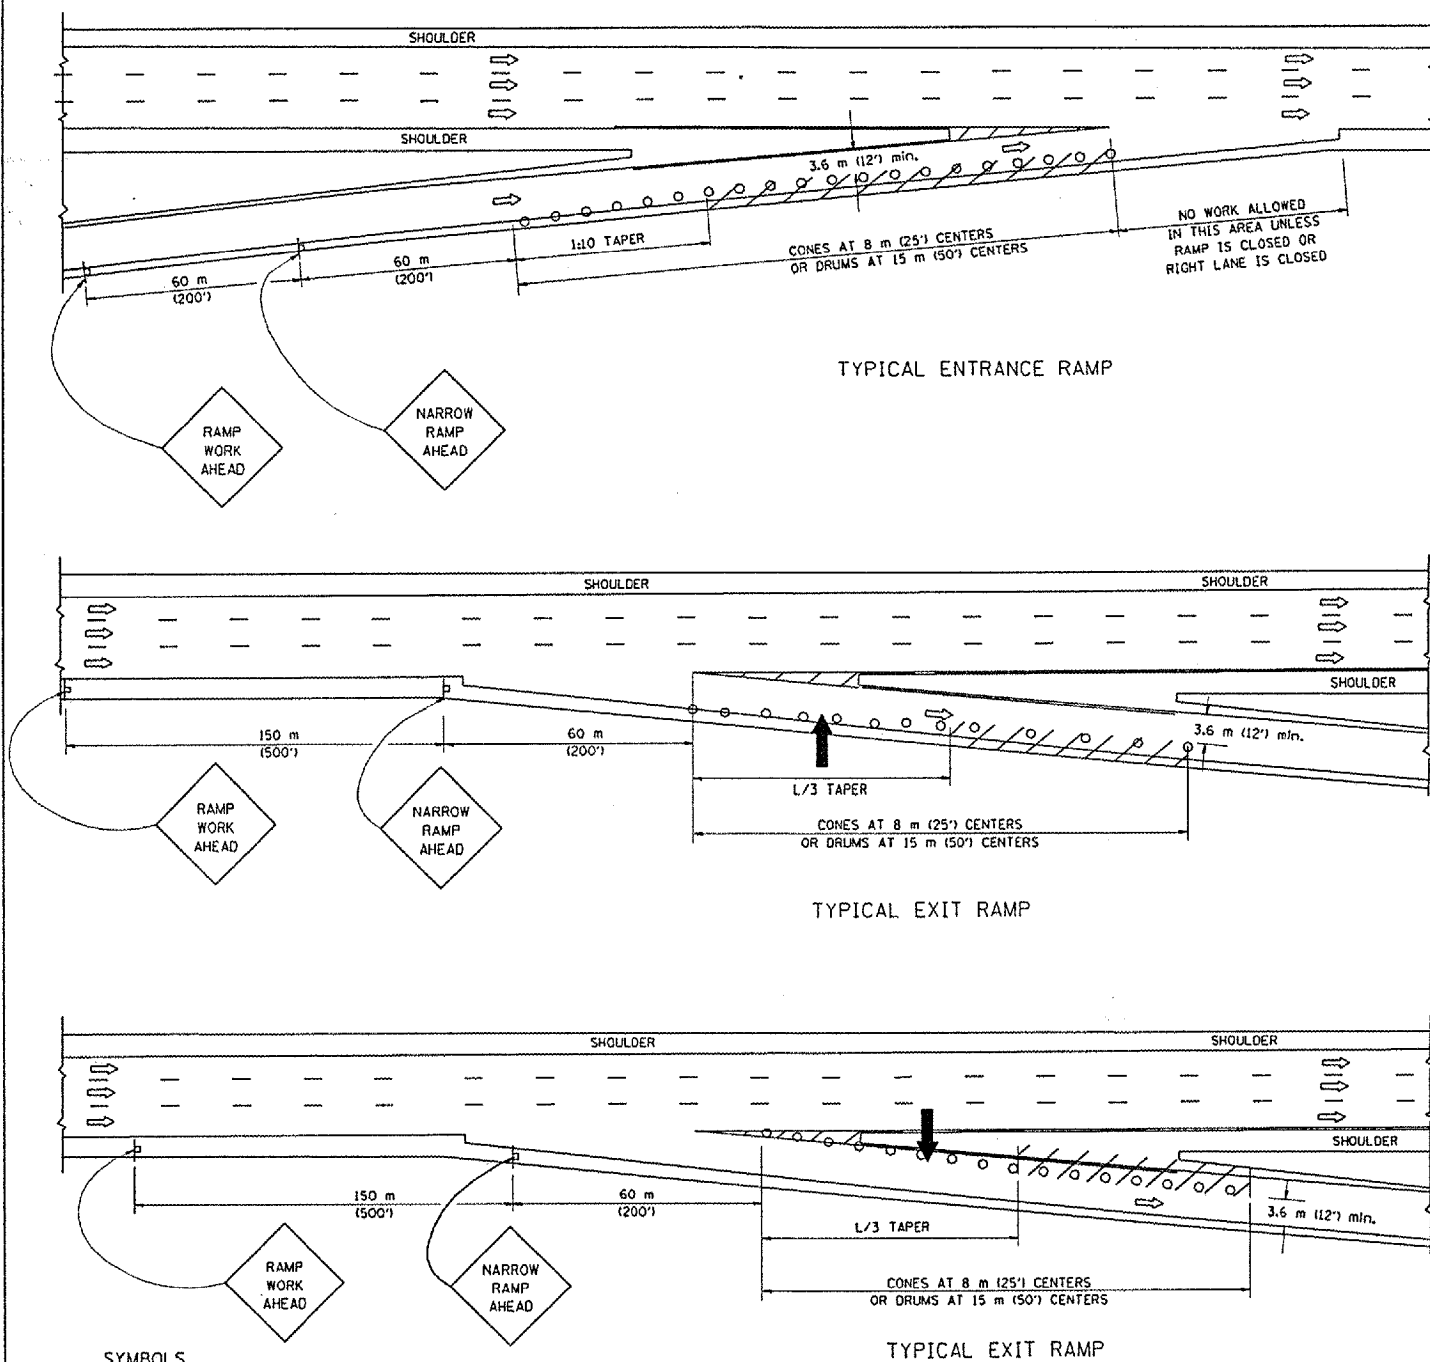 SHOULDER
SHOULDER
3.6 m (12') min.
1:10 TAPER
60 m
(200')
60 m
(200')
CONES AT 8 m (25') CENTERS
OR DRUMS AT 15 m (50') CENTERS
NO WORK ALLOWED
IN THIS AREA UNLESS
RAMP IS CLOSED OR
RIGHT LANE IS CLOSED
TYPICAL ENTRANCE RAMP
RAMP
WORK
AHEAD
NARROW
RAMP
AHEAD
SHOULDER
SHOULDER
SHOULDER
150 m
(500')
60 m
(200')
3.6 m (12') min.
L/3 TAPER
CONES AT 8 m (25') CENTERS
OR DRUMS AT 15 m (50') CENTERS
RAMP
WORK
AHEAD
NARROW
RAMP
AHEAD
TYPICAL EXIT RAMP
SHOULDER
SHOULDER
SHOULDER
150 m
(500')
60 m
(200')
3.6 m (12') min.
L/3 TAPER
CONES AT 8 m (25') CENTERS
OR DRUMS AT 15 m (50') CENTERS
RAMP
WORK
AHEAD
NARROW
RAMP
AHEAD
TYPICAL EXIT RAMP
SYMBOLS